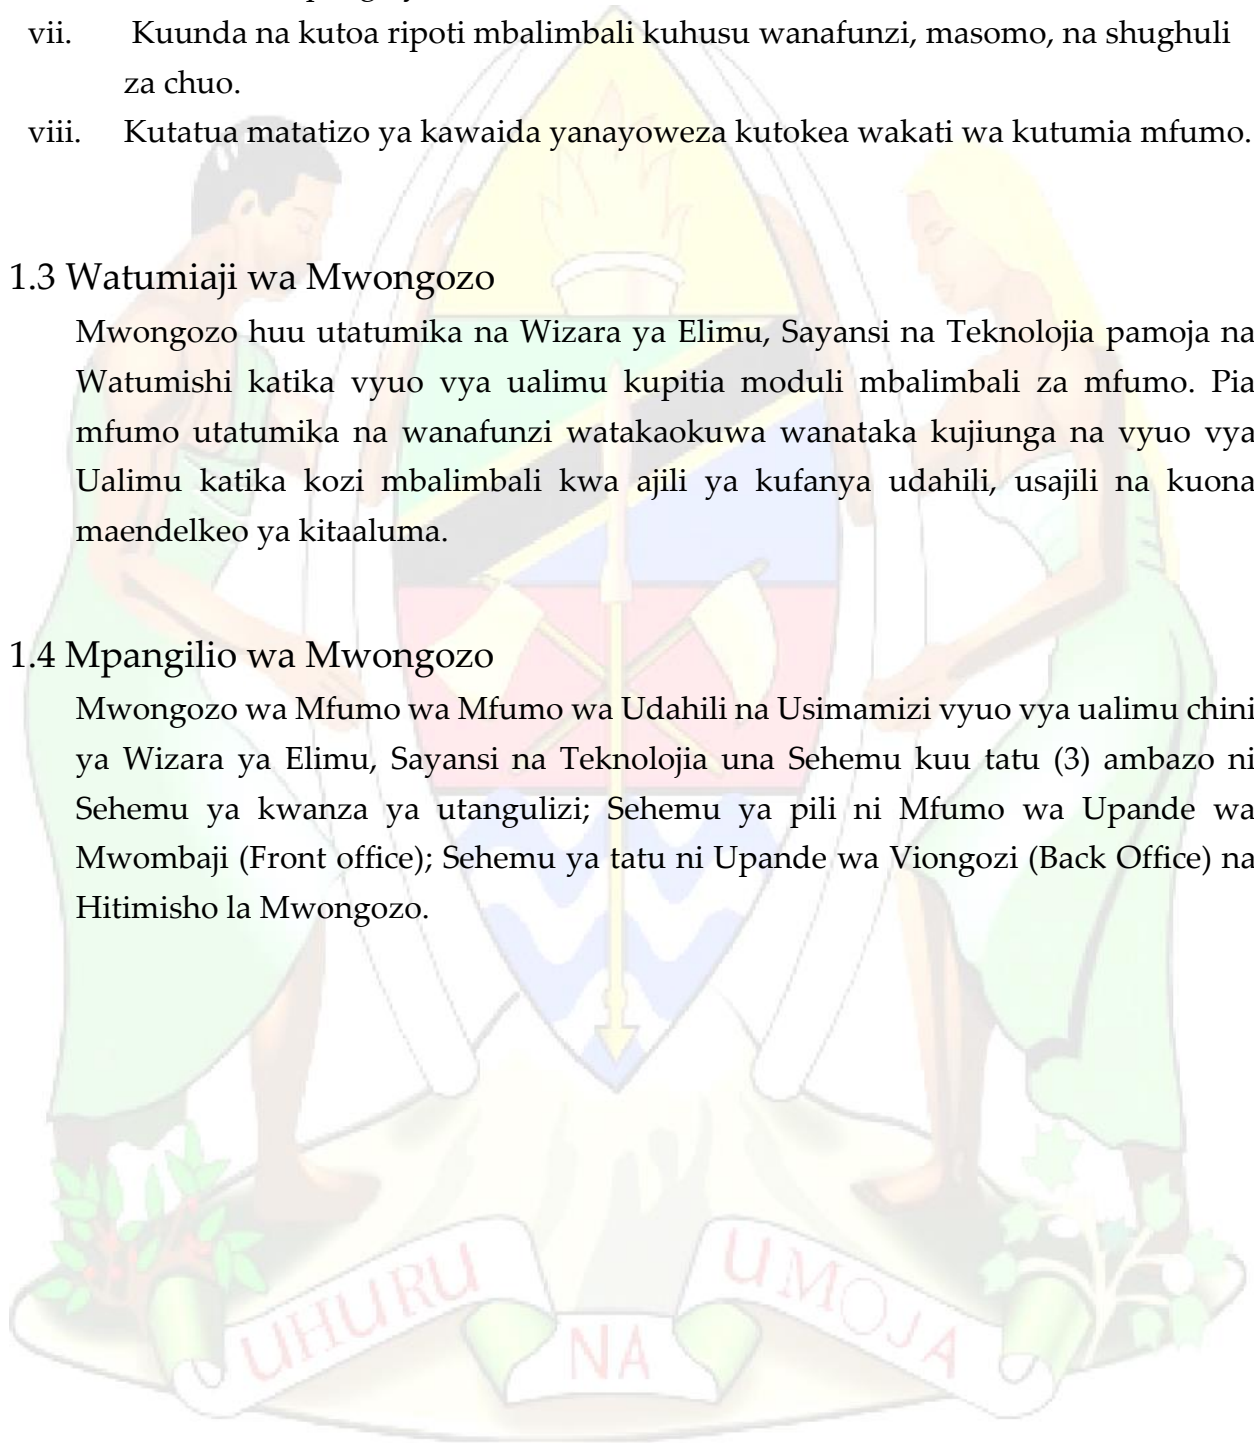 vii. Kuunda na kutoa ripoti mbalimbali kuhusu wanafunzi, masomo, na shughuli
za chuo.
viii. Kutatua matatizo ya kawaida yanayoweza kutokea wakati wa kutumia mfumo.
1.3 Watumiaji wa Mwongozo
Mwongozo huu utatumika na Wizara ya Elimu, Sayansi na Teknolojia pamoja na
Watumishi katika vyuo vya ualimu kupitia moduli mbalimbali za mfumo. Pia
mfumo utatumika na wanafunzi watakaokuwa wanataka kujiunga na vyuo vya
Ualimu katika kozi mbalimbali kwa ajili ya kufanya udahili, usajili na kuona
maendelkeo ya kitaaluma.
1.4 Mpangilio wa Mwongozo
Mwongozo wa Mfumo wa Mfumo wa Udahili na Usimamizi vyuo vya ualimu chini
ya Wizara ya Elimu, Sayansi na Teknolojia una Sehemu kuu tatu (3) ambazo ni
Sehemu ya kwanza ya utangulizi; Sehemu ya pili ni Mfumo wa Upande wa
Mwombaji (Front office); Sehemu ya tatu ni Upande wa Viongozi (Back Office) na
Hitimisho la Mwongozo.
UHURU NA UMOJA